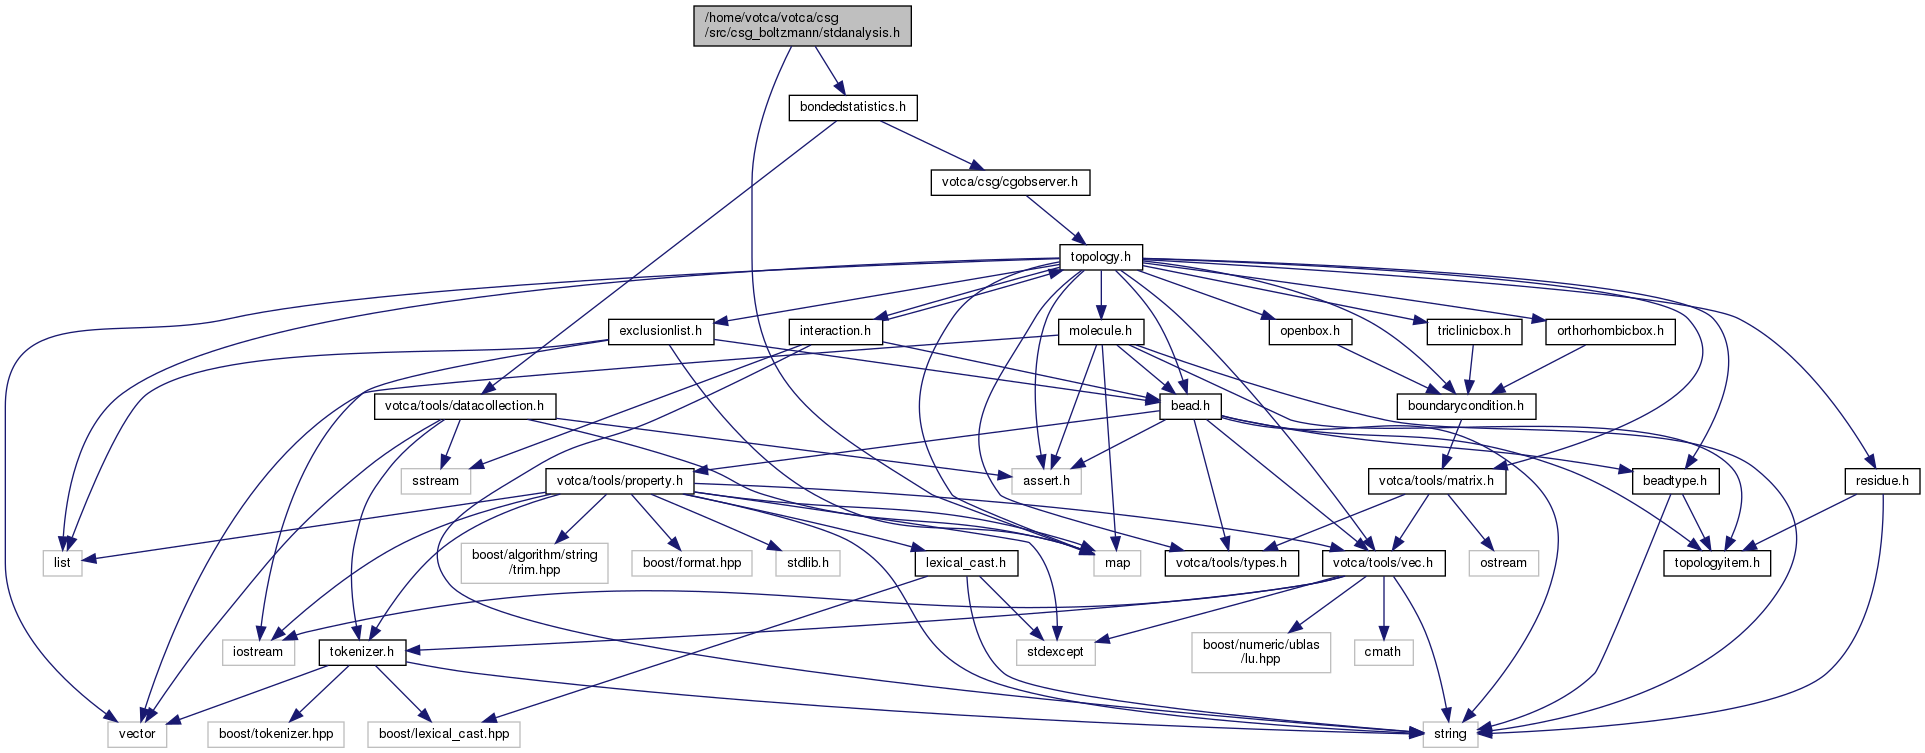 /home/votca/votca/csg
/src/csg_boltzmann/stdanalysis.h
bondedstatistics.h
votca/csg/cgobserver.h
topology.h
exclusionlist.h
interaction.h
molecule.h
openbox.h
triclinicbox.h
orthorhombicbox.h
votca/tools/datacollection.h
bead.h
boundarycondition.h
sstream
votca/tools/property.h
assert.h
votca/tools/matrix.h
beadtype.h
residue.h
list
boost/algorithm/string
/trim.hpp
boost/format.hpp
stdlib.h
lexical_cast.h
map
votca/tools/types.h
votca/tools/vec.h
ostream
topologyitem.h
iostream
tokenizer.h
stdexcept
boost/numeric/ublas
/lu.hpp
cmath
vector
boost/tokenizer.hpp
boost/lexical_cast.hpp
string